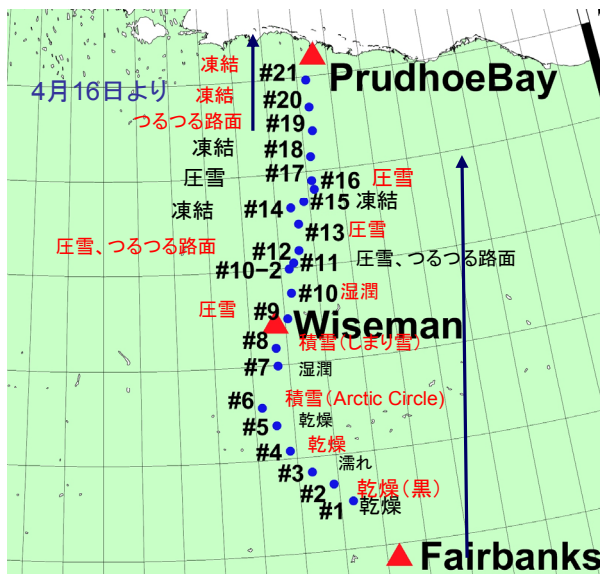 凍結
#21
PrudhoeBay
4月16日より
凍結
#20
つるつる路面
#19
凍結
#18
圧雪
#17
#16
圧雪
凍結
#14
#15
凍結
#13
圧雪
圧雪、つるつる路面
#12
#11
圧雪、つるつる路面
#10−2
#10
湿潤
圧雪
#9
Wiseman
#8
積雪(しまり雪)
#7
湿潤
#6
積雪(Arctic Circle)
#5
乾燥
#4
乾燥
#3
濡れ
#2
乾燥(黒)
#1
乾燥
Fairbanks